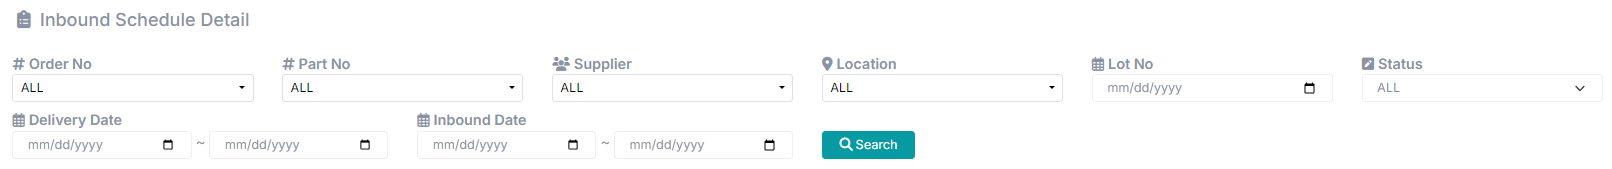 Inbound Schedule Detail
# Order No # Part No Supplier Location Lot No Status
ALL ALL ALL ALL mm/dd/yyyy ALL
Delivery Date Inbound Date
mm/dd/yyyy ~ mm/dd/yyyy mm/dd/yyyy ~ mm/dd/yyyy Search